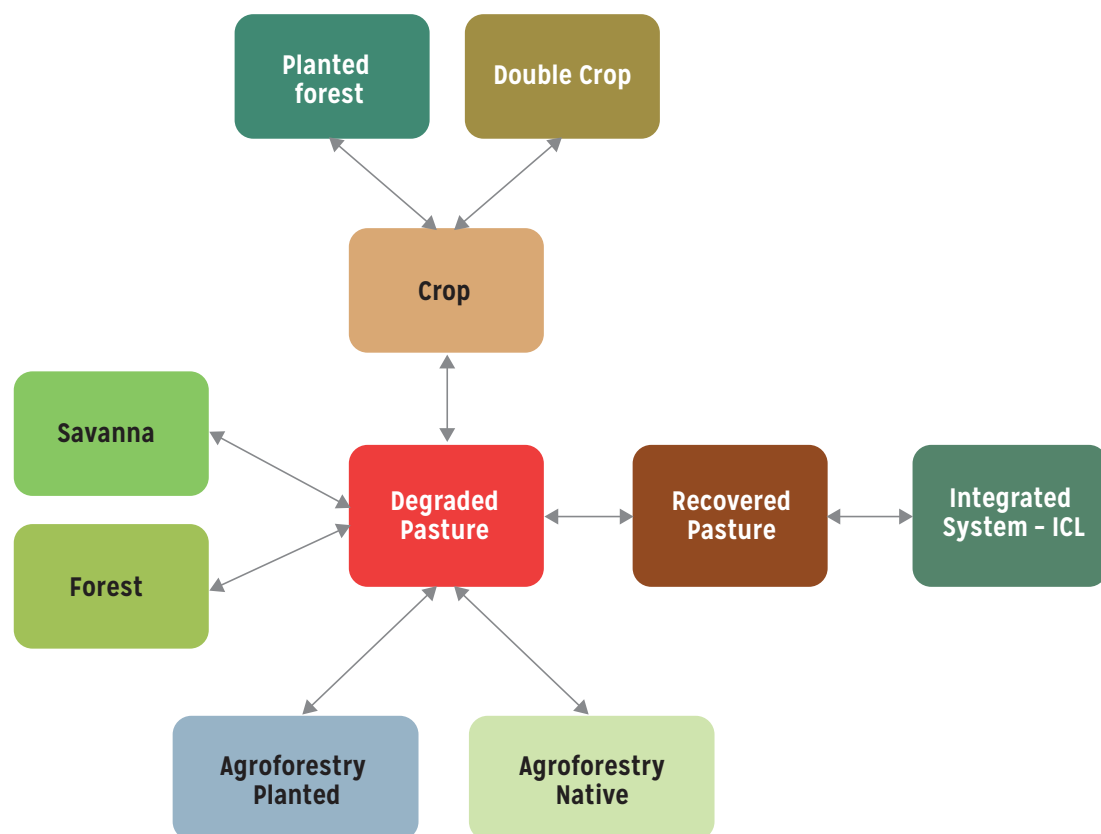 Planted
forest
Double Crop
Crop
Savanna
Forest
Degraded
Pasture
Recovered
Pasture
Integrated
System – ICL
Agroforestry
Planted
Agroforestry
Native